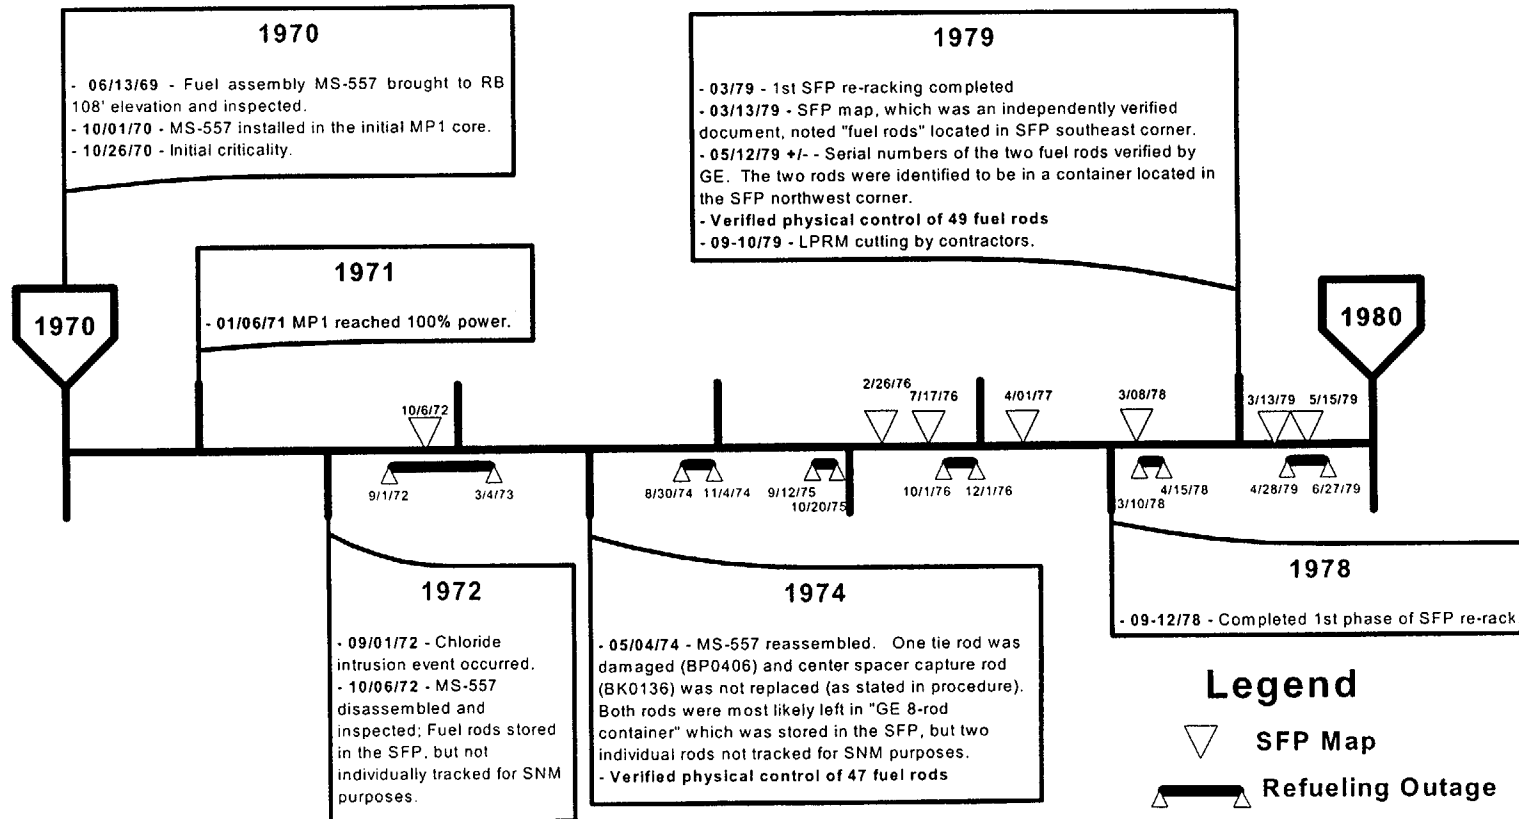 1970
- 06/13/69 - Fuel assembly MS-557 brought to RB
108' elevation and inspected.
- 10/01/70 - MS-557 installed in the initial MP1 core.
- 10/26/70 - Initial criticality.
1979
- 03/79 - 1st SFP re-racking completed
- 03/13/79 - SFP map, which was an independently verified
document, noted "fuel rods" located in SFP southeast corner.
- 05/12/79 +/- - Serial numbers of the two fuel rods verified by
GE. The two rods were identified to be in a container located in
the SFP northwest corner.
- Verified physical control of 49 fuel rods
- 09-10/79 - LPRM cutting by contractors.
1971
- 01/06/71 MP1 reached 100% power.
1970
1980
10/6/72
2/26/76
7/17/76
4/01/77
3/08/78
3/13/79
5/15/79
9/1/72
3/4/73
8/30/74
11/4/74
9/12/75
10/20/75
10/1/76
12/1/76
3/10/78
4/15/78
4/28/79
6/27/79
1972
- 09/01/72 - Chloride
intrusion event occurred.
- 10/06/72 - MS-557
disassembled and
inspected; Fuel rods stored
in the SFP, but not
individually tracked for SNM
purposes.
1974
- 05/04/74 - MS-557 reassembled. One tie rod was
damaged (BP0406) and center spacer capture rod
(BK0136) was not replaced (as stated in procedure).
Both rods were most likely left in "GE 8-rod
container" which was stored in the SFP, but two
individual rods not tracked for SNM purposes.
- Verified physical control of 47 fuel rods
1978
- 09-12/78 - Completed 1st phase of SFP re-rack
Legend
SFP Map
Refueling Outage